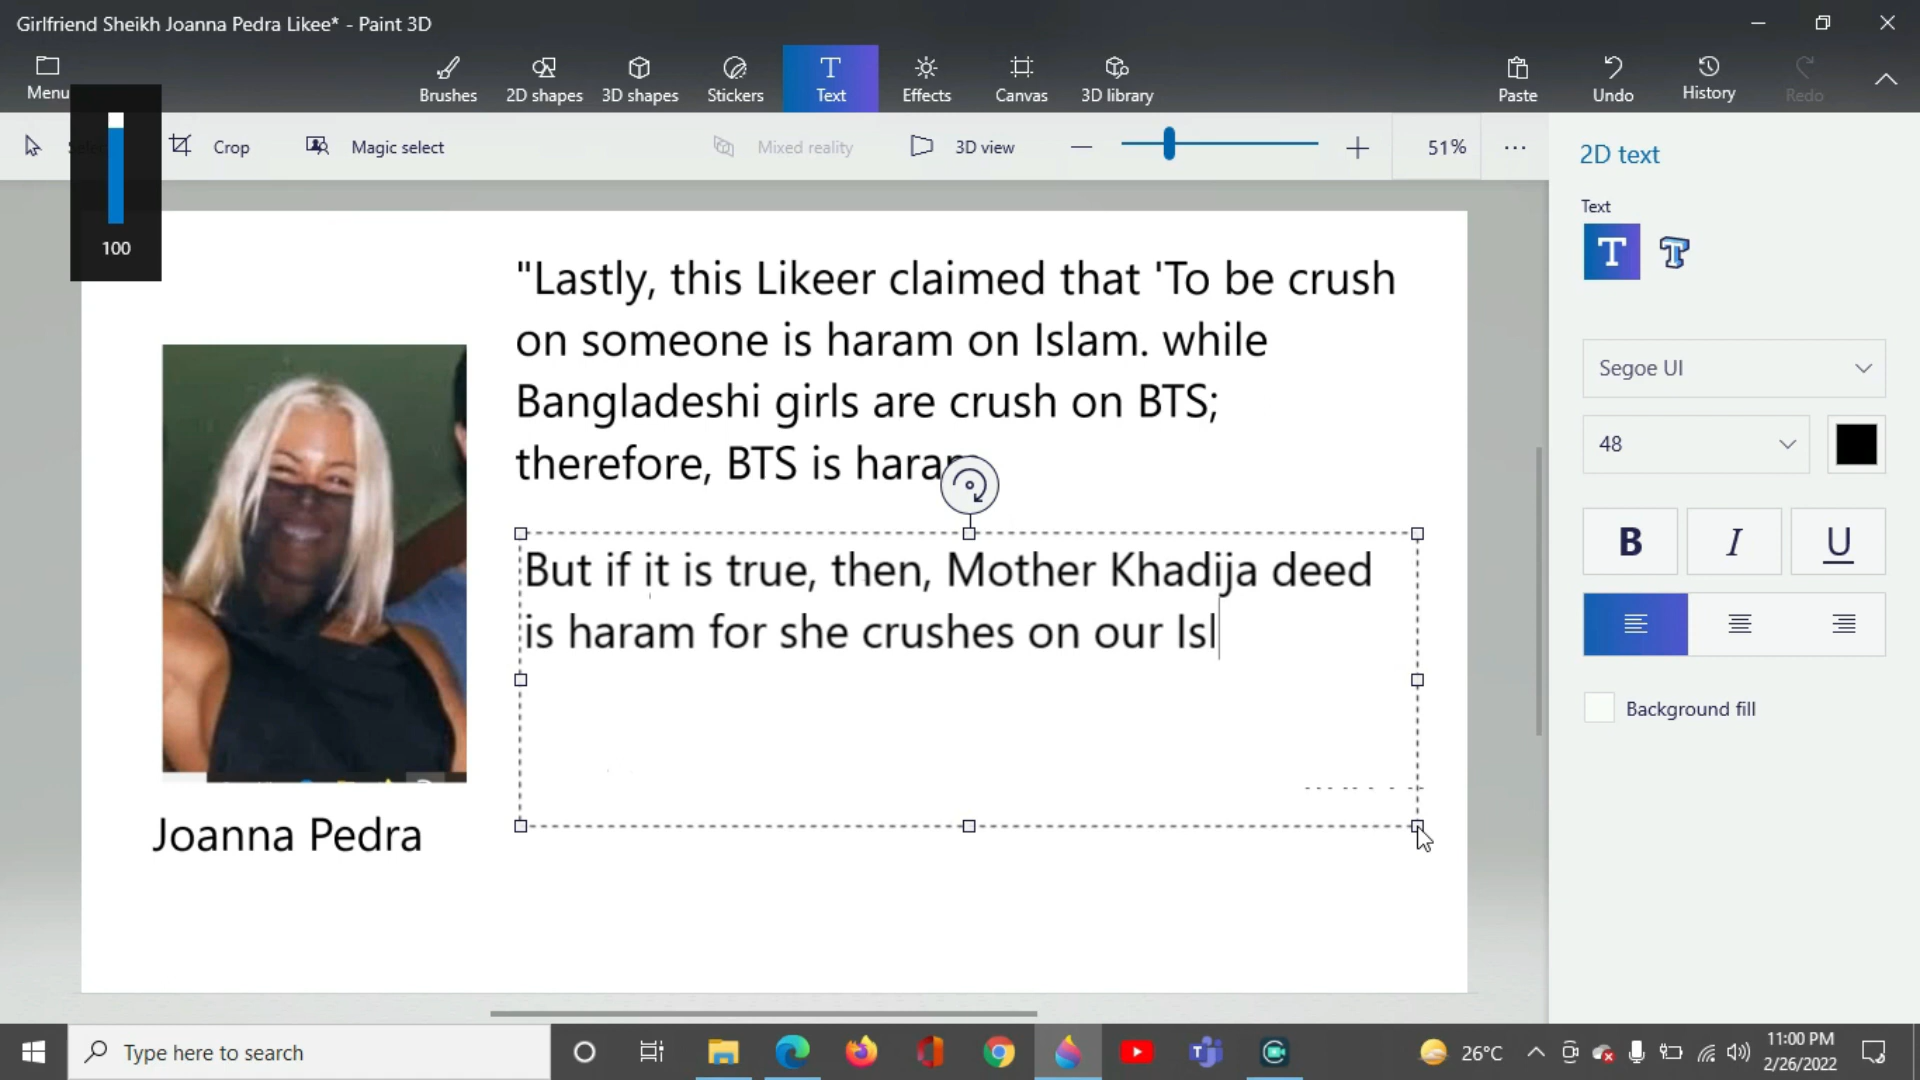 Girlfriend Sheikh Joanna Pedra Likee* - Paint 3D
Menu
Brushes
2D shapes
3D shapes
Stickers
Text
Effects
Canvas
3D library
Paste
Undo
History
Redo
Crop
Magic select
Mixed reality
3D view
51%
100
2D text
Text
Segoe UI
48
B
I
U
Background fill
"Lastly, this Likeer claimed that 'To be crush
on someone is haram on Islam. while
Bangladeshi girls are crush on BTS;
therefore, BTS is haram
But if it is true, then, Mother Khadija deed
is haram for she crushes on our Isl
Joanna Pedra
Type here to search
26°C
11:00 PM
2/26/2022